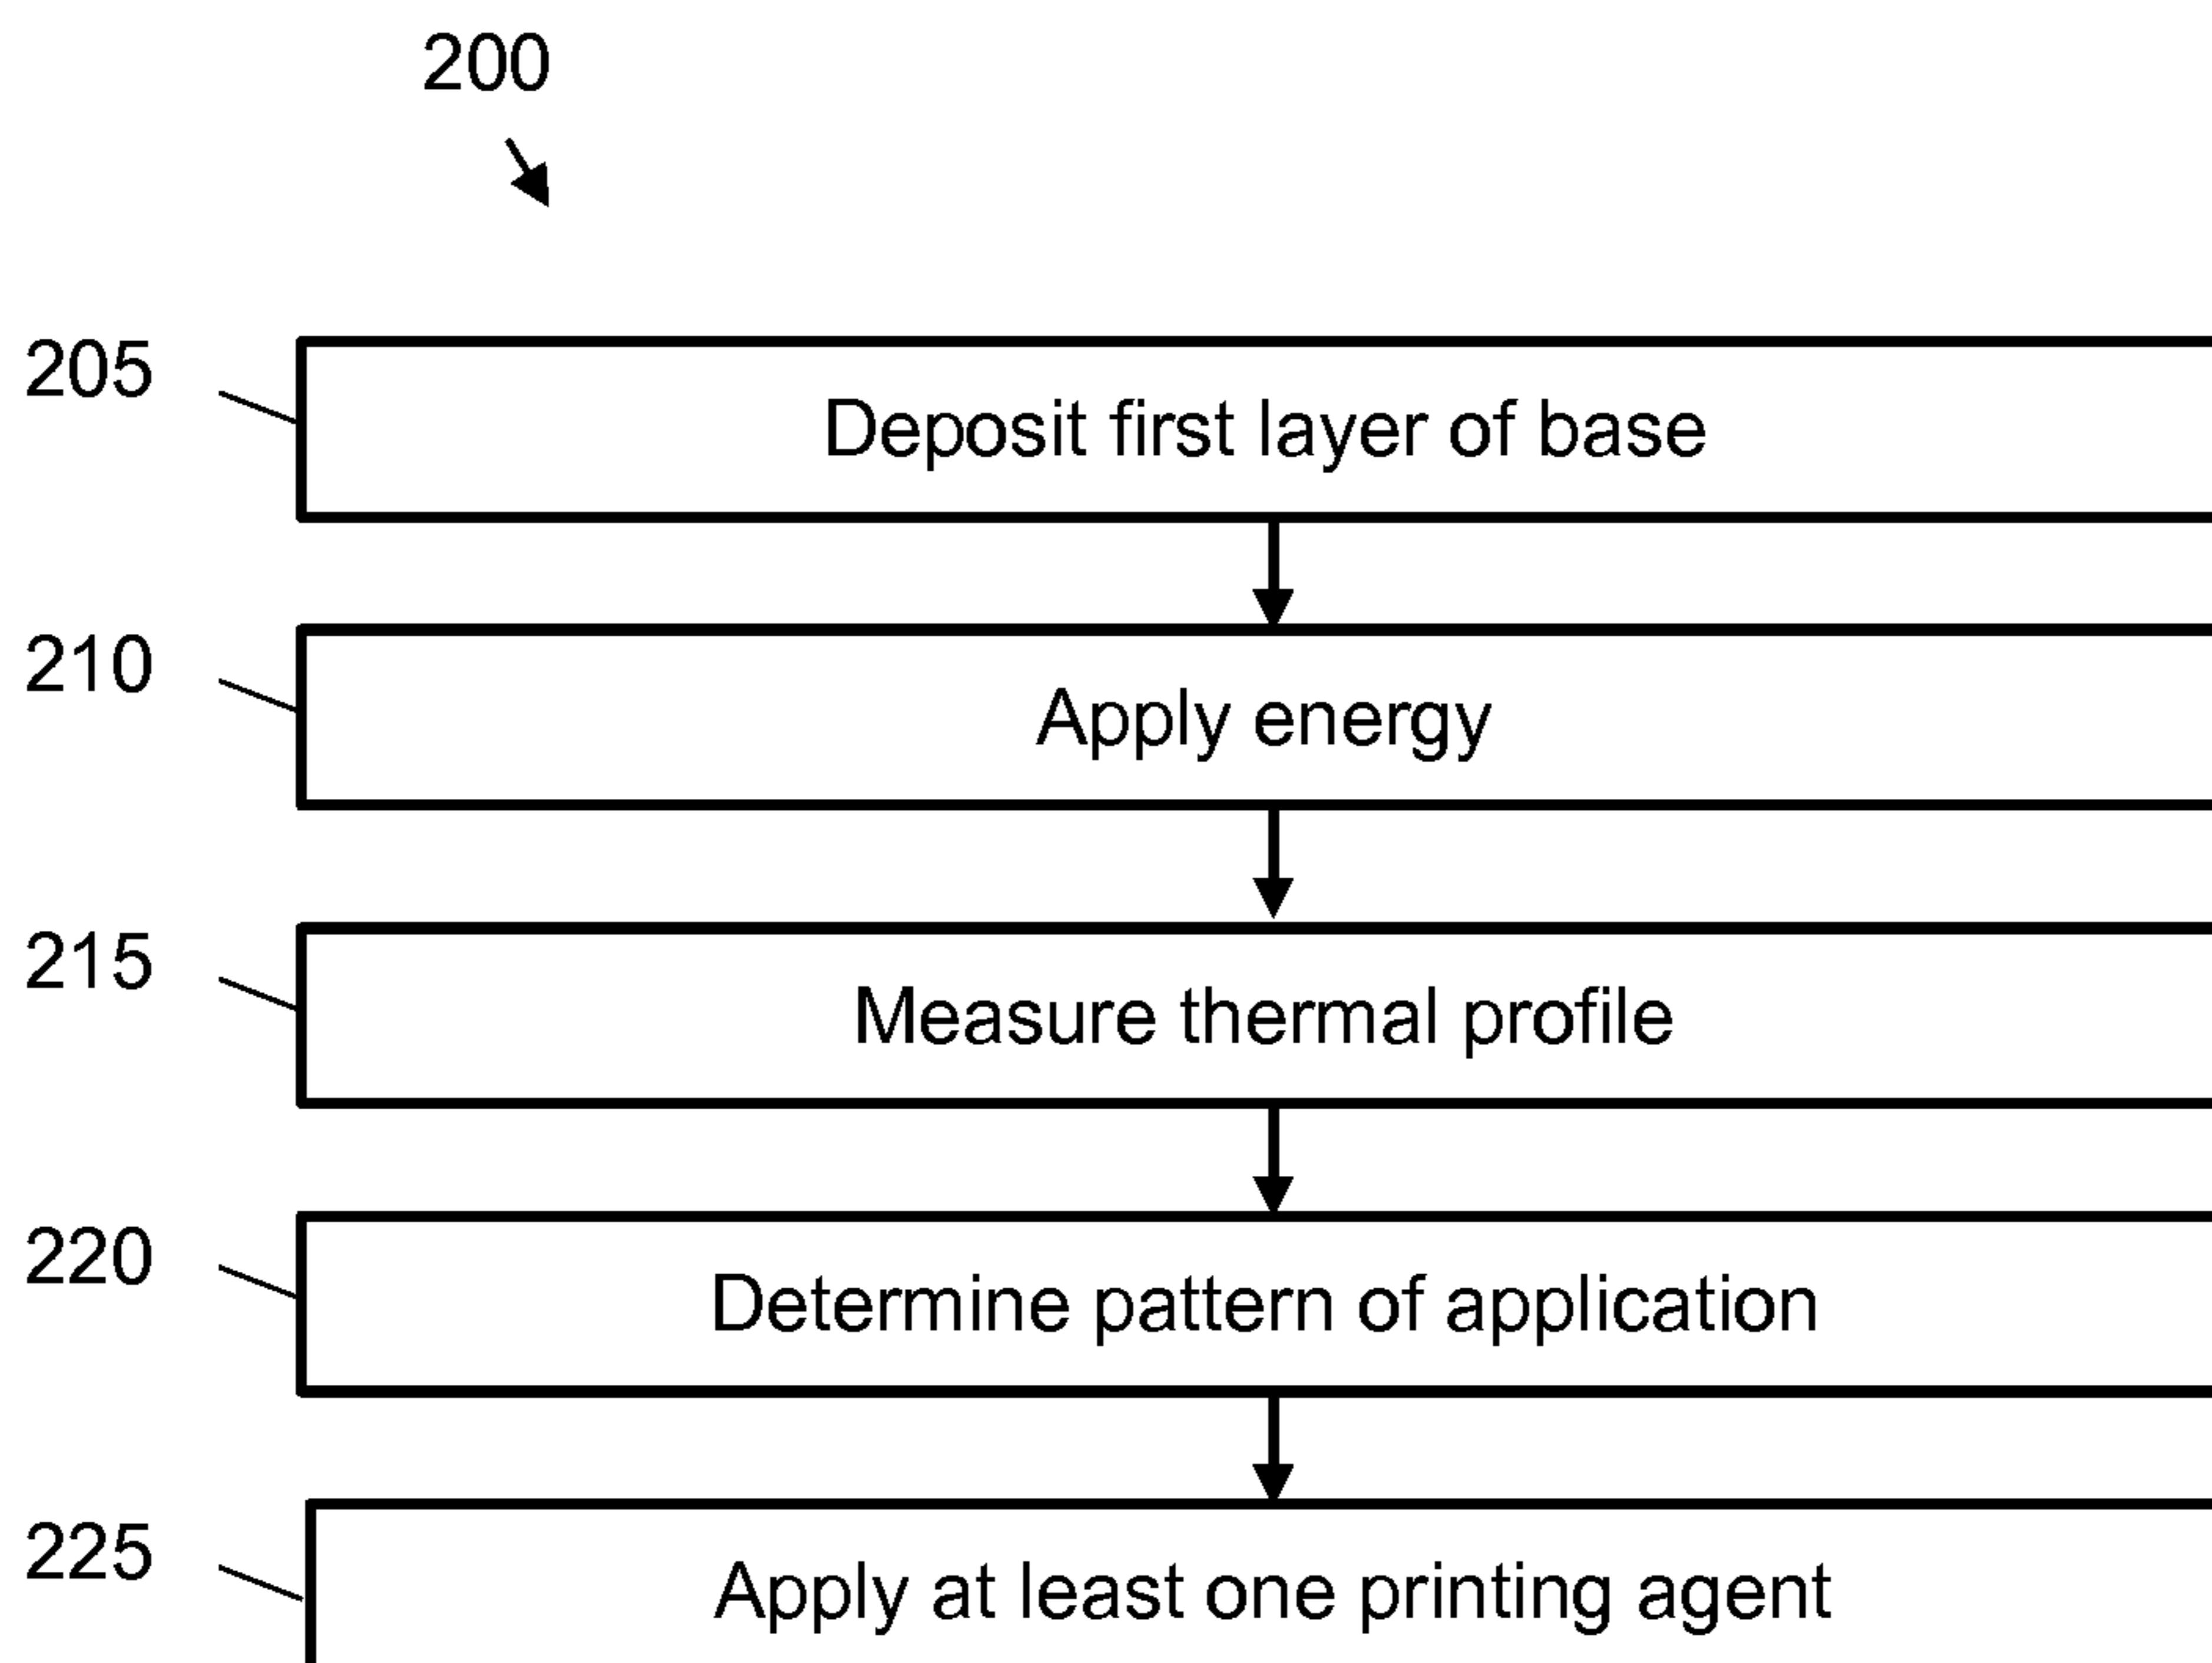 200
205
Deposit first layer of base
210
Apply energy
215
Measure thermal profile
220
Determine pattern of application
225
Apply at least one printing agent